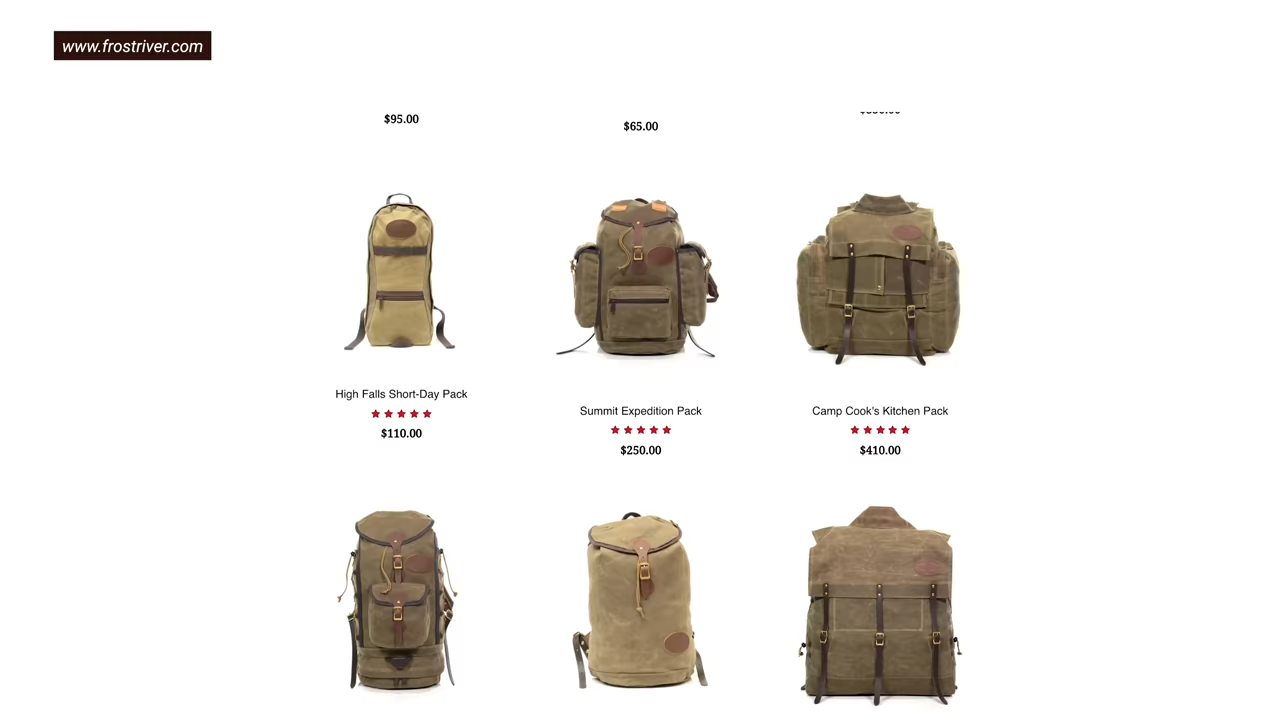 www.frostriver.com
$95.00
$65.00
High Falls Short-Day Pack
$110.00
Summit Expedition Pack
$250.00
Camp Cook's Kitchen Pack
$410.00